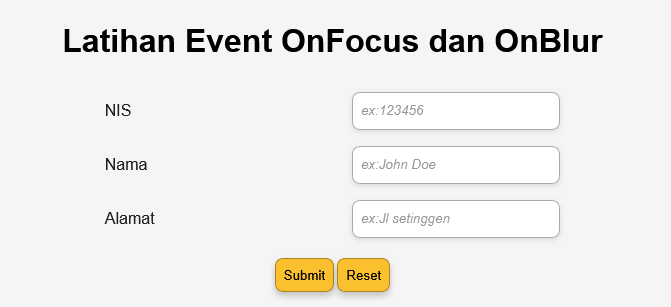 Latihan Event OnFocus dan OnBlur
NIS ex:123456
Nama ex:John Doe
Alamat ex:Jl setinggen
Submit Reset